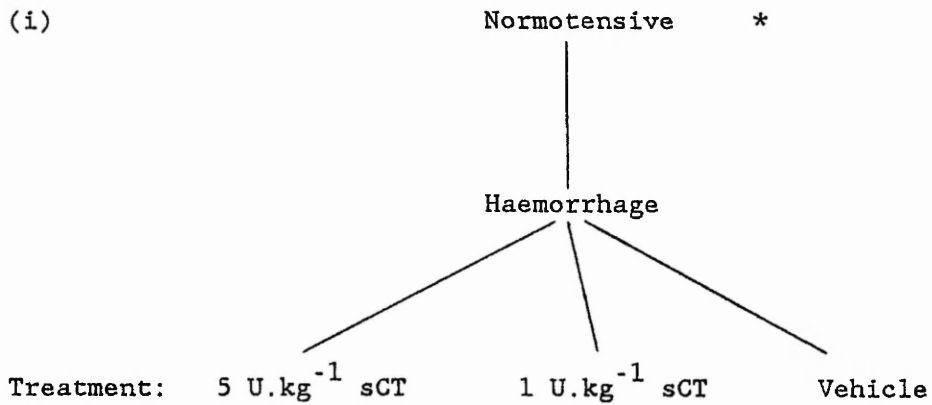 (i) Normotensive *
Haemorrhage
Treatment: 5 U.kg⁻¹ sCT 1 U.kg⁻¹ sCT Vehicle